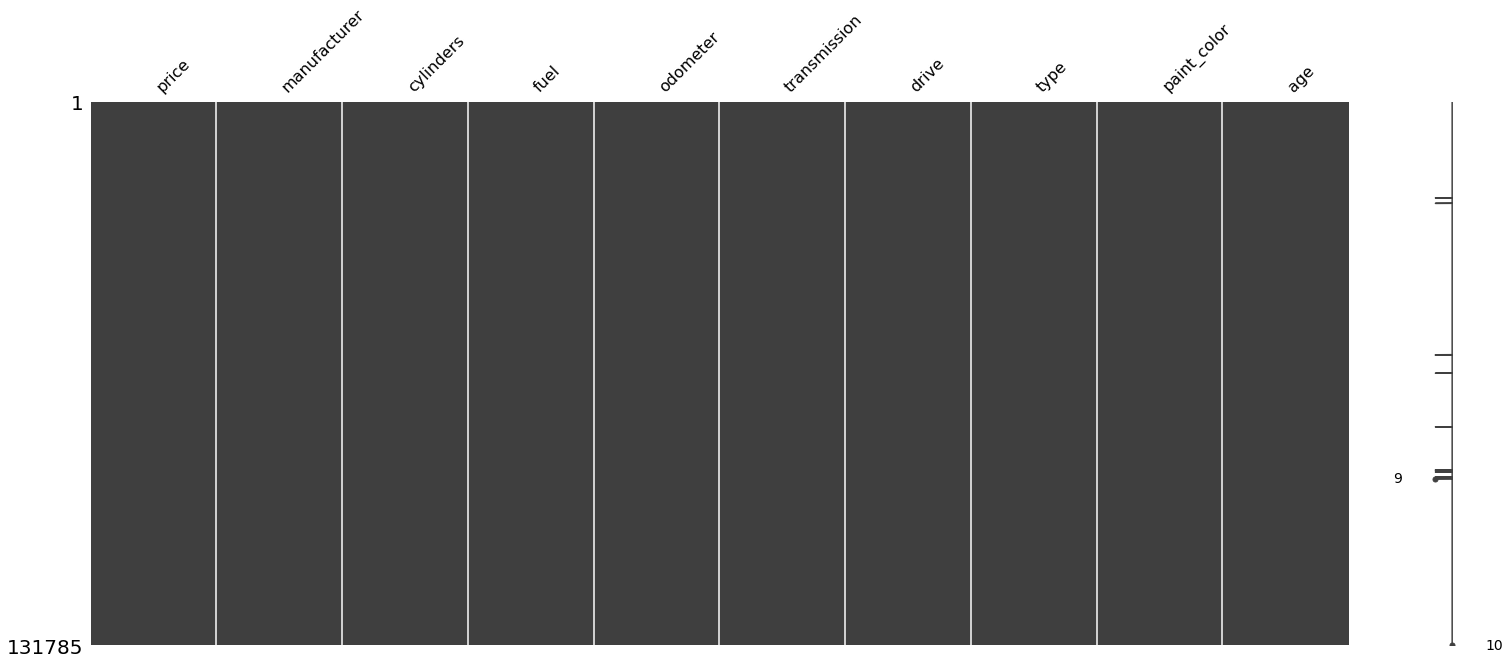 price manufacturer cylinders fuel odometer transmission drive type paint_color age
1
9
10
131785